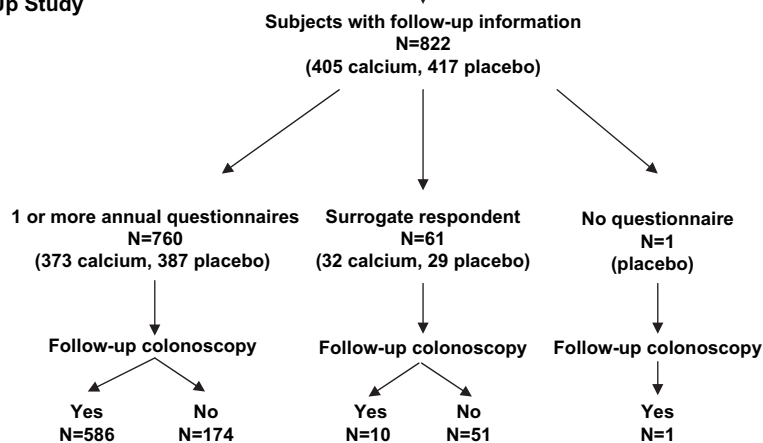 Up Study
Subjects with follow-up information
N=822
(405 calcium, 417 placebo)
1 or more annual questionnaires
N=760
(373 calcium, 387 placebo)
Surrogate respondent
N=61
(32 calcium, 29 placebo)
No questionnaire
N=1
(placebo)
Follow-up colonoscopy
Follow-up colonoscopy
Follow-up colonoscopy
Yes
N=586
No
N=174
Yes
N=10
No
N=51
Yes
N=1